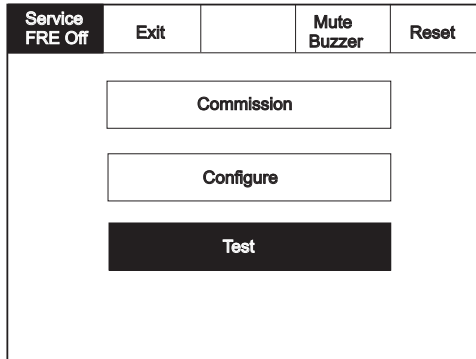 Service
FRE Off
Exit
Mute
Buzzer
Reset
Commission
Configure
Test